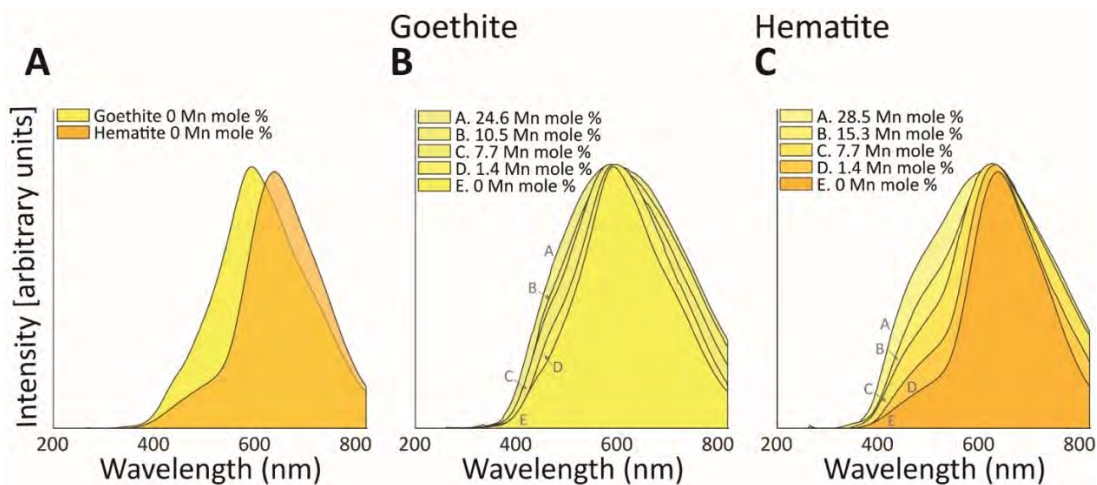 Goethite
Hematite
A
B
C
Intensity [arbitrary units]
Goethite 0 Mn mole %
Hematite 0 Mn mole %
200
400
600
800
Wavelength (nm)
A. 24.6 Mn mole %
B. 10.5 Mn mole %
C. 7.7 Mn mole %
D. 1.4 Mn mole %
E. 0 Mn mole %
A
B
C
D
E
200
400
600
800
Wavelength (nm)
A. 28.5 Mn mole %
B. 15.3 Mn mole %
C. 7.7 Mn mole %
D. 1.4 Mn mole %
E. 0 Mn mole %
A
B
C
D
E
200
400
600
800
Wavelength (nm)